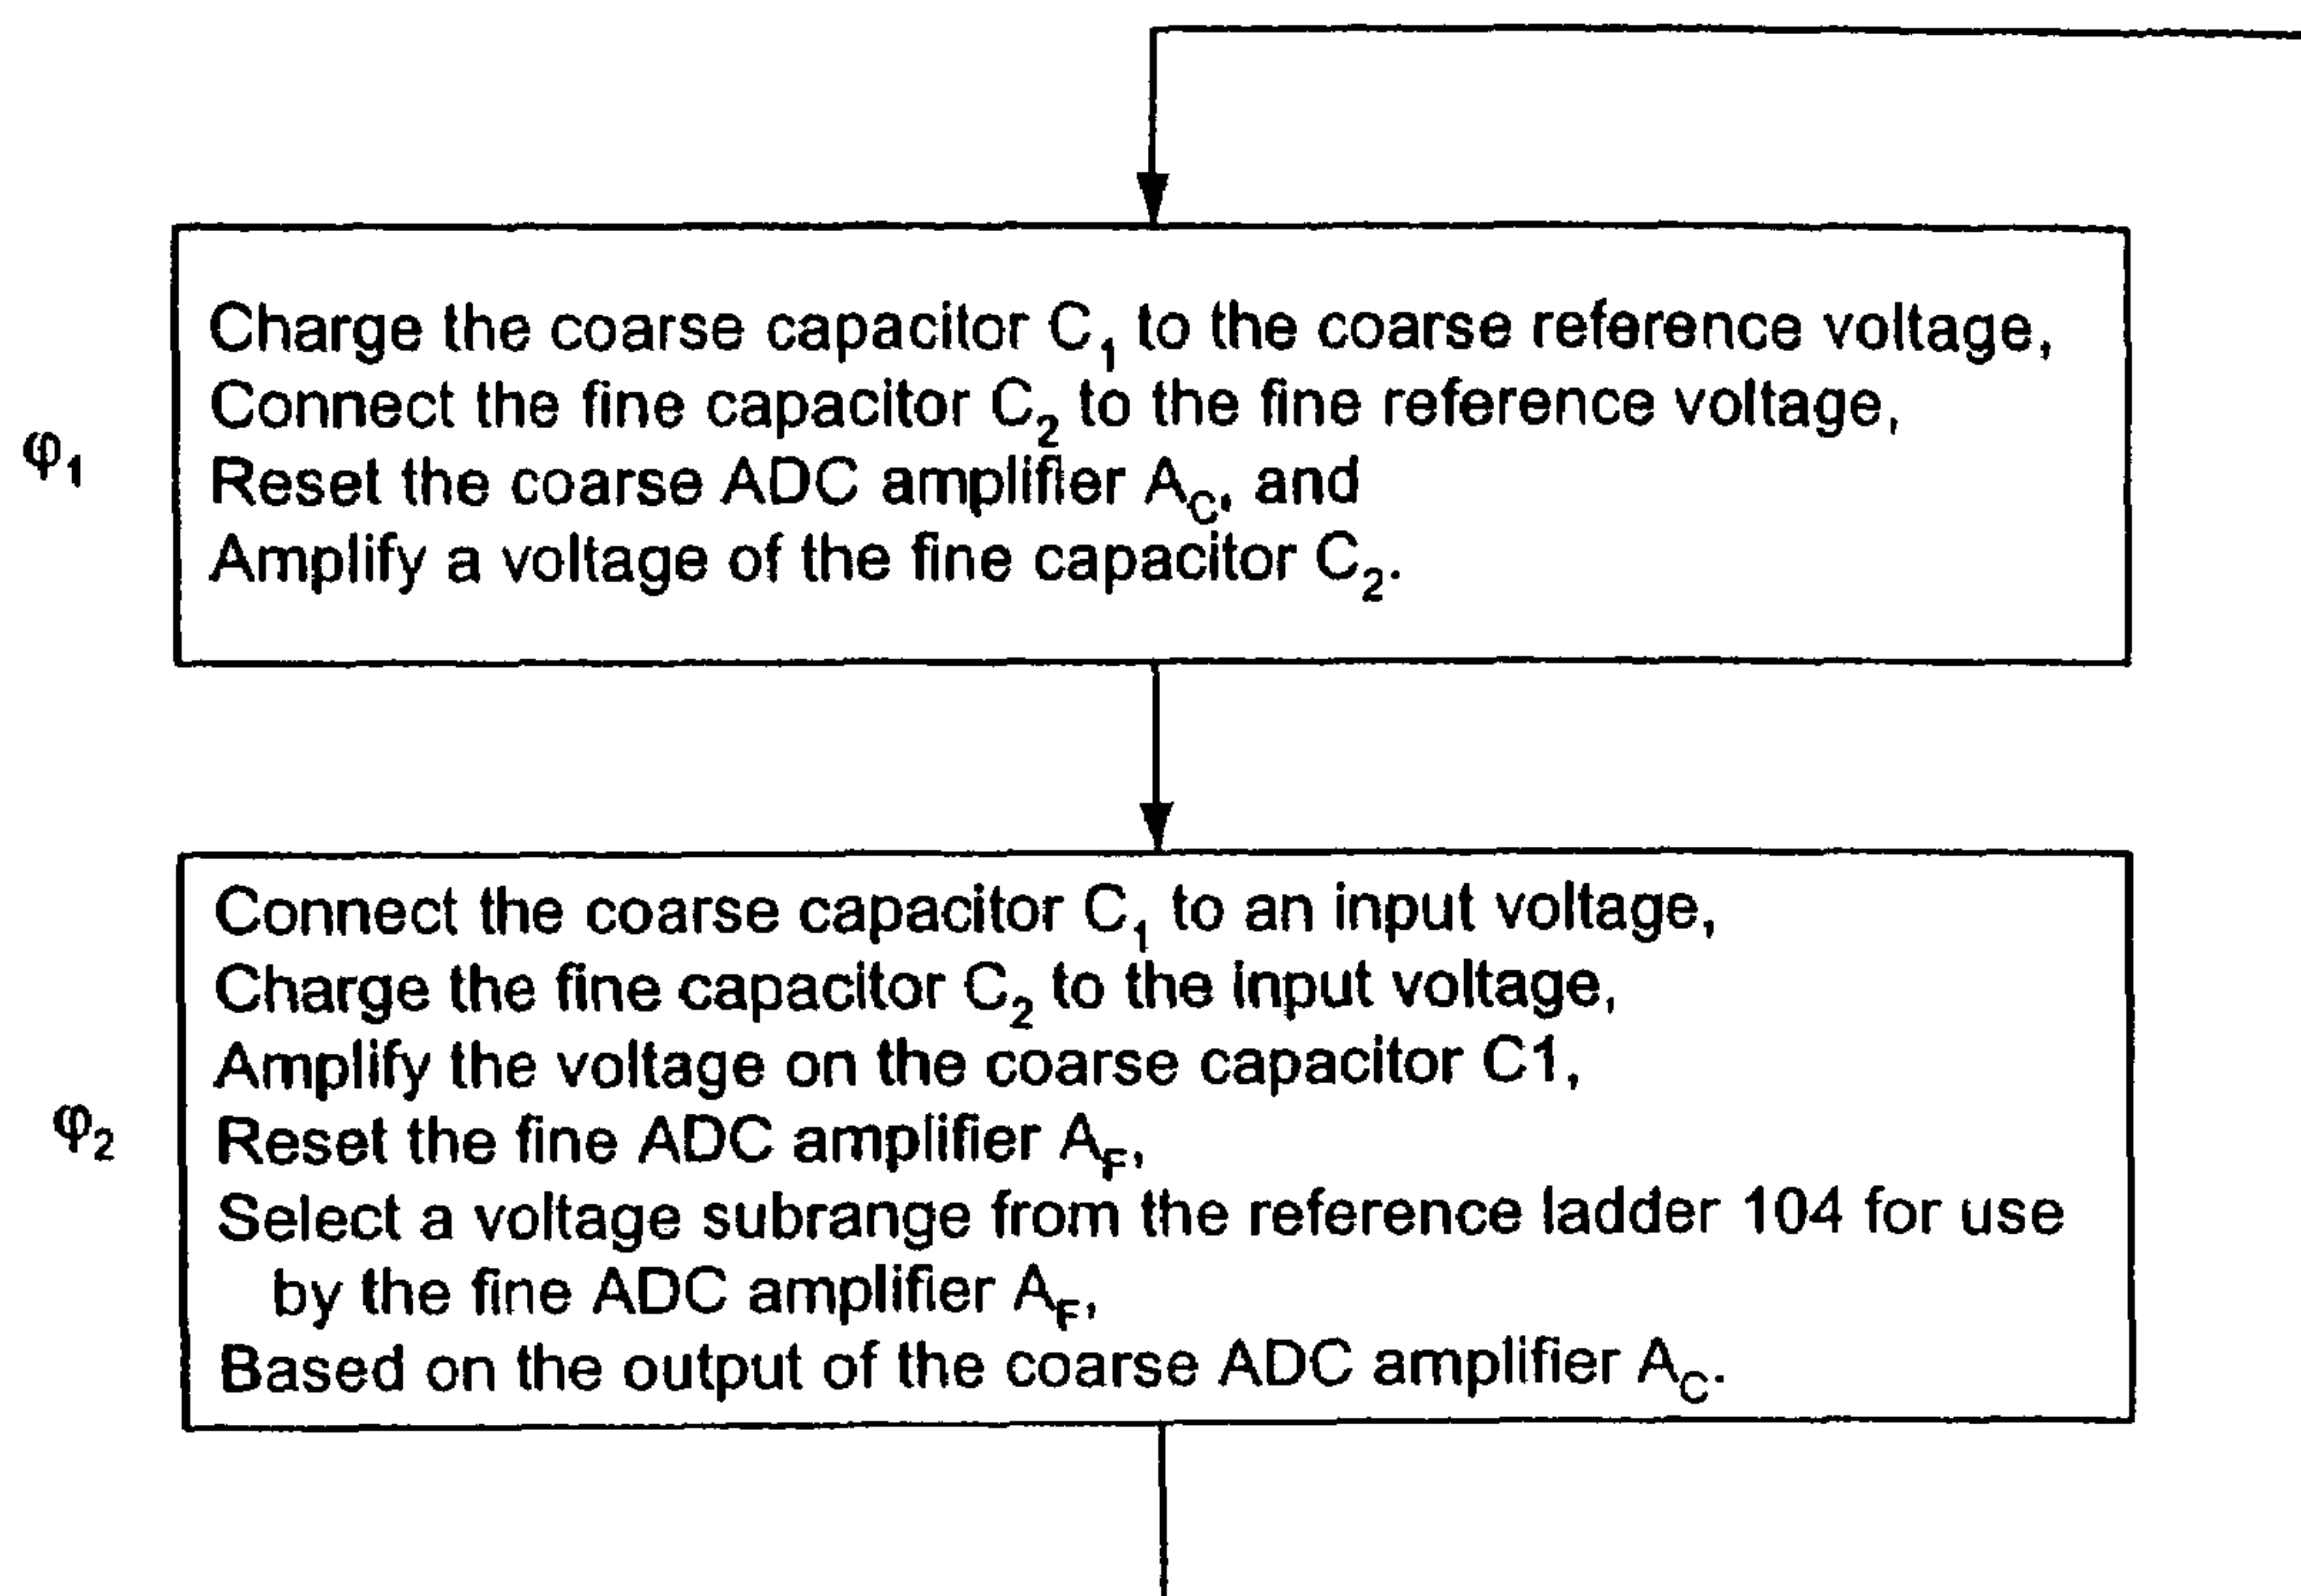 φ₁
Charge the coarse capacitor C₁ to the coarse reference voltage,
Connect the fine capacitor C₂ to the fine reference voltage,
Reset the coarse ADC amplifier A_C, and
Amplify a voltage of the fine capacitor C₂.
φ₂
Connect the coarse capacitor C₁ to an input voltage,
Charge the fine capacitor C₂ to the input voltage,
Amplify the voltage on the coarse capacitor C1,
Reset the fine ADC amplifier A_F,
Select a voltage subrange from the reference ladder 104 for use
by the fine ADC amplifier A_F,
Based on the output of the coarse ADC amplifier A_C.